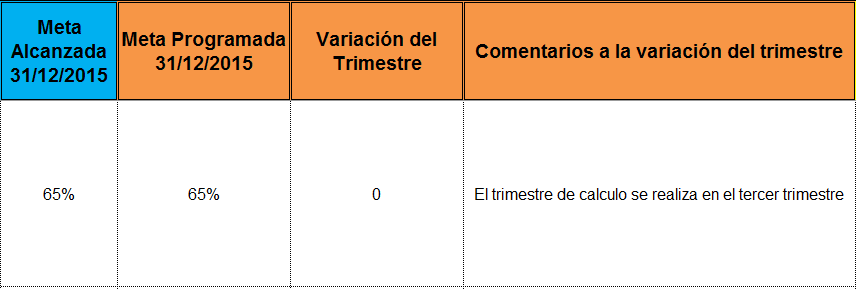 Meta
Alcanzada
31/12/2015
Meta Programada
31/12/2015
Variación del
Trimestre
Comentarios a la variación del trimestre
65%
65%
0
El trimestre de calculo se realiza en el tercer trimestre